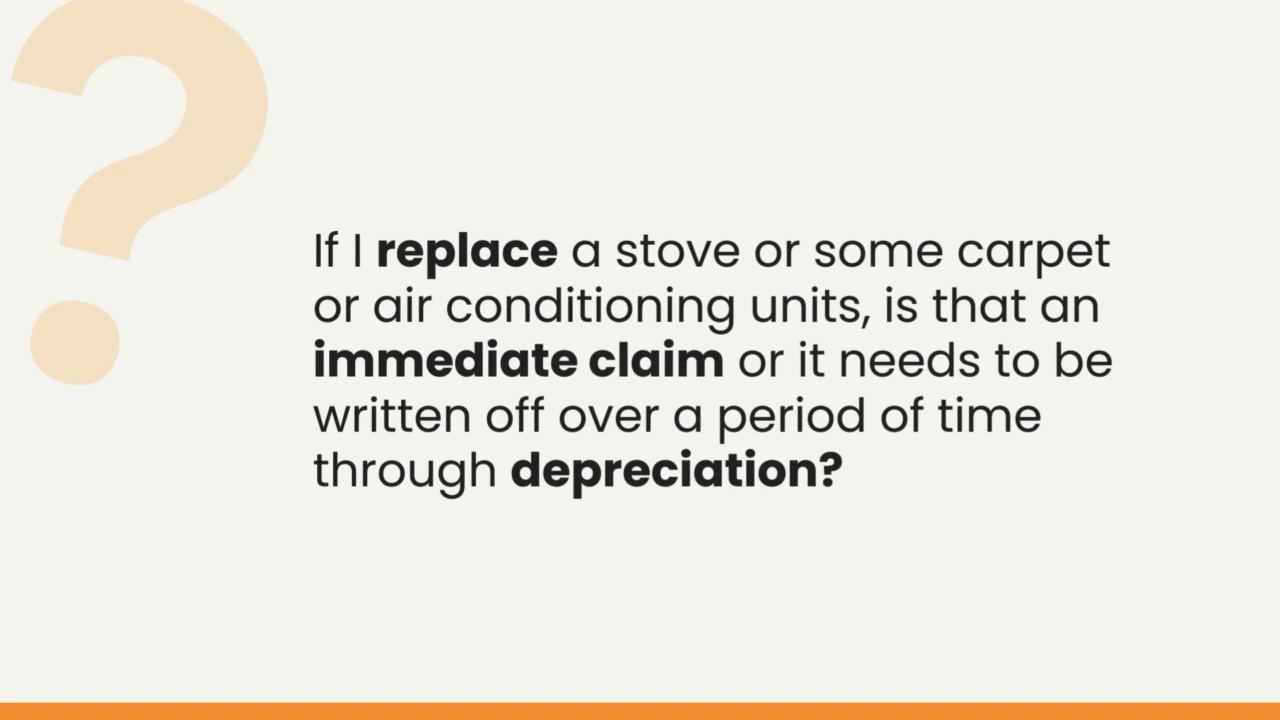 If I replace a stove or some carpet
or air conditioning units, is that an
immediate claim or it needs to be
written off over a period of time
through depreciation?